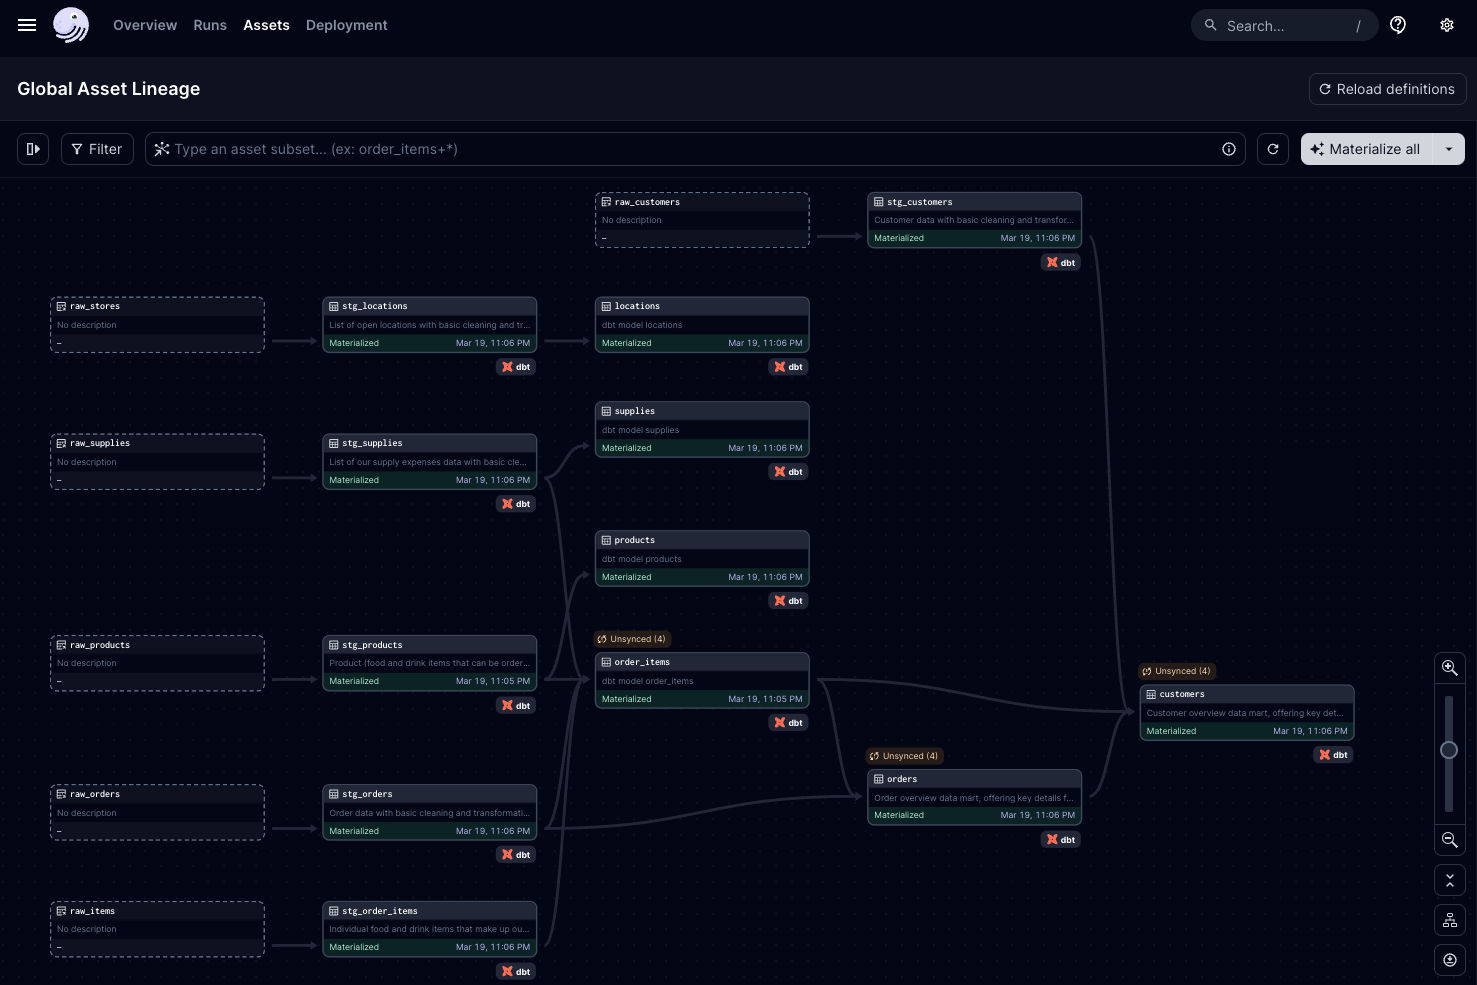 Overview Runs Assets Deployment
Search... /
Global Asset Lineage
Reload definitions
Filter
Type an asset subset... (ex: order_items+*)
Materialize all
raw_customers
No description
–
stg_customers
Customer data with basic cleaning and transfor...
Materialized Mar 19, 11:06 PM
dbt
raw_stores
No description
–
stg_locations
List of open locations with basic cleaning and tr...
Materialized Mar 19, 11:06 PM
dbt
locations
dbt model locations
Materialized Mar 19, 11:06 PM
dbt
supplies
dbt model supplies
Materialized Mar 19, 11:06 PM
dbt
raw_supplies
No description
–
stg_supplies
List of our supply expenses data with basic cle...
Materialized Mar 19, 11:06 PM
dbt
products
dbt model products
Materialized Mar 19, 11:06 PM
dbt
raw_products
No description
–
stg_products
Product (food and drink items that can be order...
Materialized Mar 19, 11:05 PM
dbt
Unsynced (4)
order_items
dbt model order_items
Materialized Mar 19, 11:05 PM
dbt
Unsynced (4)
customers
Customer overview data mart, offering key det...
Materialized Mar 19, 11:06 PM
dbt
Unsynced (4)
orders
Order overview data mart, offering key details f...
Materialized Mar 19, 11:06 PM
dbt
raw_orders
No description
–
stg_orders
Order data with basic cleaning and transformati...
Materialized Mar 19, 11:06 PM
dbt
raw_items
No description
–
stg_order_items
Individual food and drink items that make up ou...
Materialized Mar 19, 11:06 PM
dbt